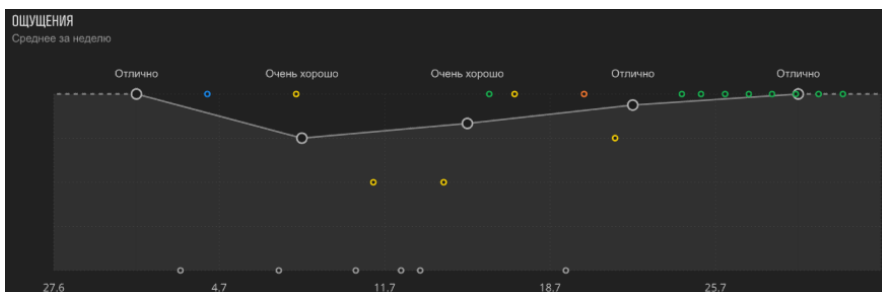 ОЩУЩЕНИЯ
Среднее за неделю
Отлично Очень хорошо Очень хорошо Отлично Отлично
27.6 4.7 11.7 18.7 25.7